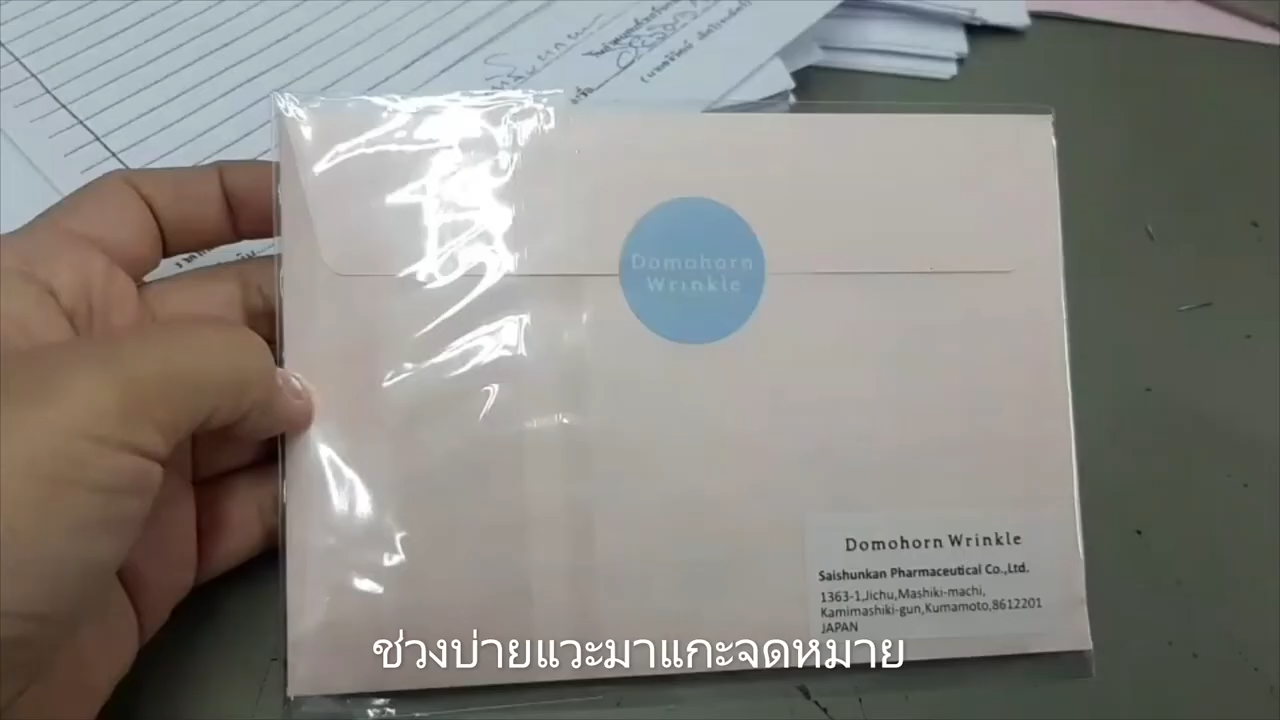 Domohorn
Wrinkle
Domohorn Wrinkle
Saishunkan Pharmaceutical Co.,Ltd.
1363-1,Jichu,Mashiki-machi,
Kamimashiki-gun,Kumamoto,8612201
JAPAN
ช่วงบ่ายแวะมาแกะจดหมาย